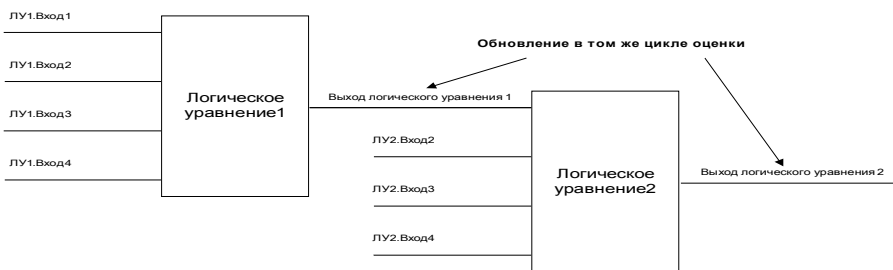 ЛУ1.Вход1
ЛУ1.Вход2
ЛУ1.Вход3
ЛУ1.Вход4
Логическое
уравнение1
Обновление в том же цикле оценки
Выход логического уравнения 1
ЛУ2.Вход2
ЛУ2.Вход3
ЛУ2.Вход4
Логическое
уравнение2
Выход логического уравнения 2